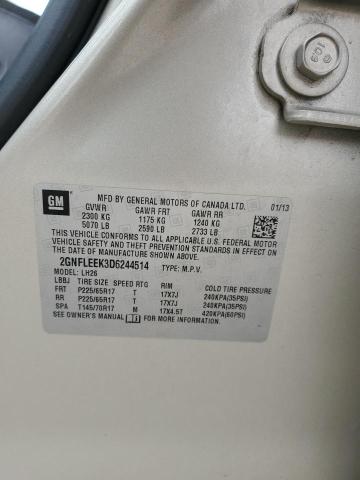 109
GM
MFD BY GENERAL MOTORS OF CANADA LTD. 01/13
GVWR GAWR FRT GAWR RR
2300 KG 1175 KG 1240 KG
5070 LB 2590 LB 2733 LB
THIS VEHICLE CONFORMS TO ALL APPLICABLE U.S. FEDERAL MOTOR
VEHICLE SAFETY, BUMPER, AND THEFT PREVENTION STANDARDS IN
EFFECT ON THE DATE OF MANUFACTURE SHOWN ABOVE.
2GNFLEEK3D6244514 TYPE: M.P.V.
MODEL: LH26
LBBJ TIRE SIZE SPEED RTG RIM COLD TIRE PRESSURE
FRT P225/65R17 T 17X7J 240KPA(35PSI)
RR P225/65R17 T 17X7J 240KPA(35PSI)
SPA T145/70R17 M 17X4.5T 420KPA(60PSI)
SEE OWNER'S MANUAL